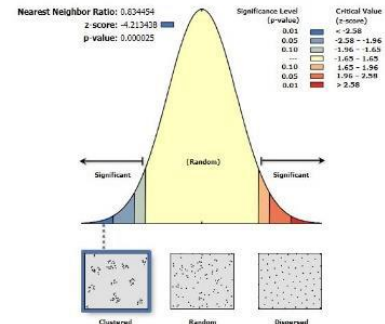 Nearest Neighbor Ratio: 0.834454
z-score: -4.213438
p-value: 0.000025
Significance Level
(p-value)
Critical Value
(z-score)
0.01 < -2.58
0.05 -2.58 - -1.96
0.10 -1.96 - -1.65
--- -1.65 - 1.65
0.10 1.65 - 1.96
0.05 1.96 - 2.58
0.01 > 2.58
(Random)
Significant
Significant
Clustered
Random
Dispersed